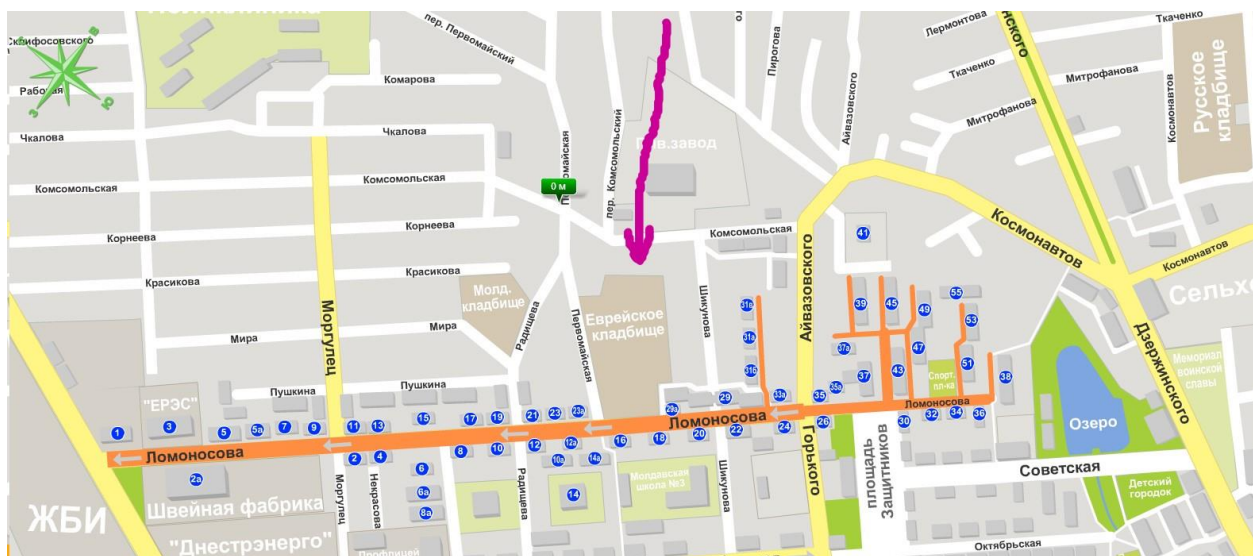 Склифосовского
В
Ю
З
Рабочая
Чкалова
Комсомольская
Корнеева
Красикова
Мира
Пушкина
Комарова
Чкалова
Комсомольская
Корнеева
Красикова
Мира
Пушкина
Моргулец
пер. Первомайский
пер. Комсомольский
0 м
Молд.
кладбище
Еврейское
кладбище
Радищева
Первомайская
Комсомольская
Шикунова
Айвазовского
Пирогова
Айвазовского
Лермонтова
Ткаченко
Ткаченко
Митрофанова
Митрофанова
Космонавтов
Русское
кладбище
Космонавтов
Космонавтов
Дзержинского
Мемориал
воинской
славы
41
39
45
49
55
53
37а
47
51
37
43
Спорт.
пл-ка
38
35а
35
33а
31в
31а
31б
29
29а
Ломоносова
30
32
34
36
26
24
22
20
18
16
Ломоносова
23а
23
21
19
17
15
13
11
9
7
5а
5
3
1
"ЕРЭС"
Ломоносова
2а
2
4
6
6а
8а
8
10
12
12а
10а
14а
14
Молдавская
школа №3
Озеро
Советская
Детский
городок
Октябрьская
площадь
Защитников
Горького
Шикунова
Радищева
Некрасова
Моргулец
Швейная фабрика
"Днестрэнерго"
ЖБИ